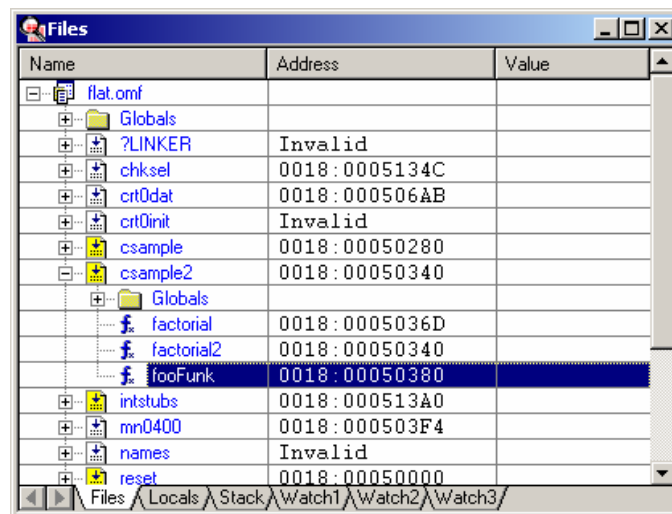 Files
Name Address Value
flat.omf
Globals
?LINKER Invalid
chksel 0018:0005134C
crt0dat 0018:000506AB
crt0init Invalid
csample 0018:00050280
csample2 0018:00050340
Globals
factorial 0018:0005036D
factorial2 0018:00050340
fooFunk 0018:00050380
intstubs 0018:000513A0
mn0400 0018:000503F4
names Invalid
reset 0018:00050000
Files Locals Stack Watch1 Watch2 Watch3